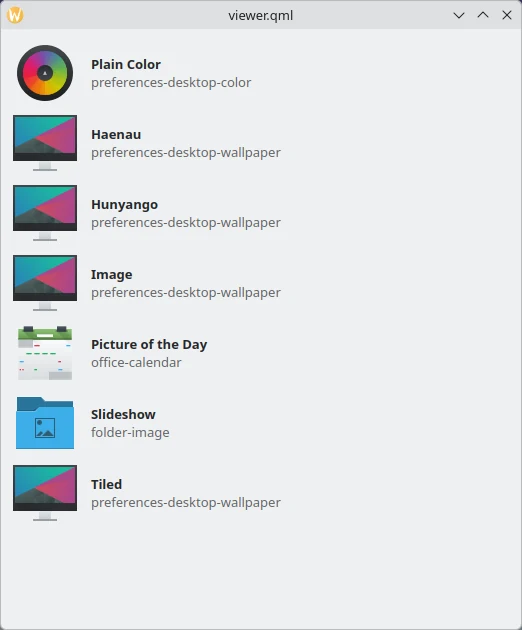 viewer.qml
Plain Color
preferences-desktop-color
Haenau
preferences-desktop-wallpaper
Hunyango
preferences-desktop-wallpaper
Image
preferences-desktop-wallpaper
Picture of the Day
office-calendar
Slideshow
folder-image
Tiled
preferences-desktop-wallpaper